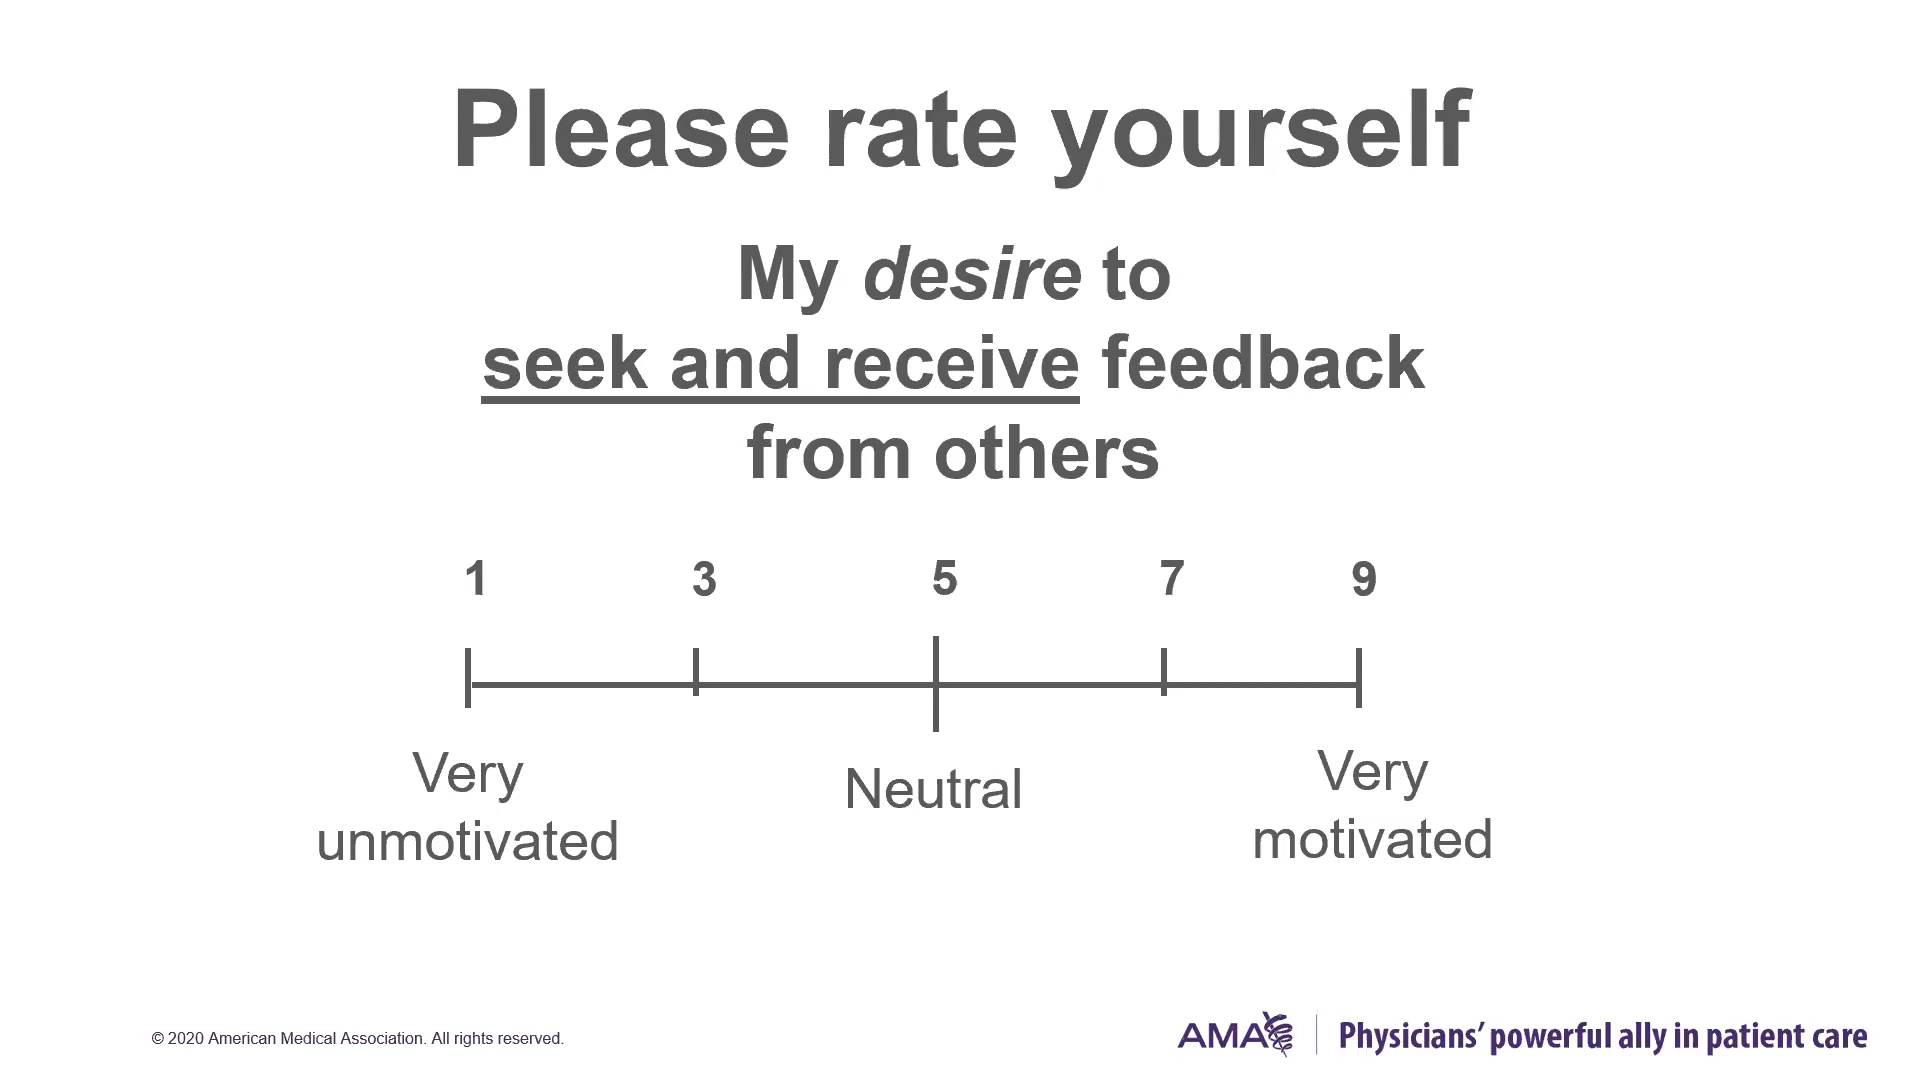 Please rate yourself
My desire to
seek and receive feedback
from others
1 3 5 7 9
Very
unmotivated
Neutral
Very
motivated
© 2020 American Medical Association. All rights reserved.
AMA
Physicians’ powerful ally in patient care